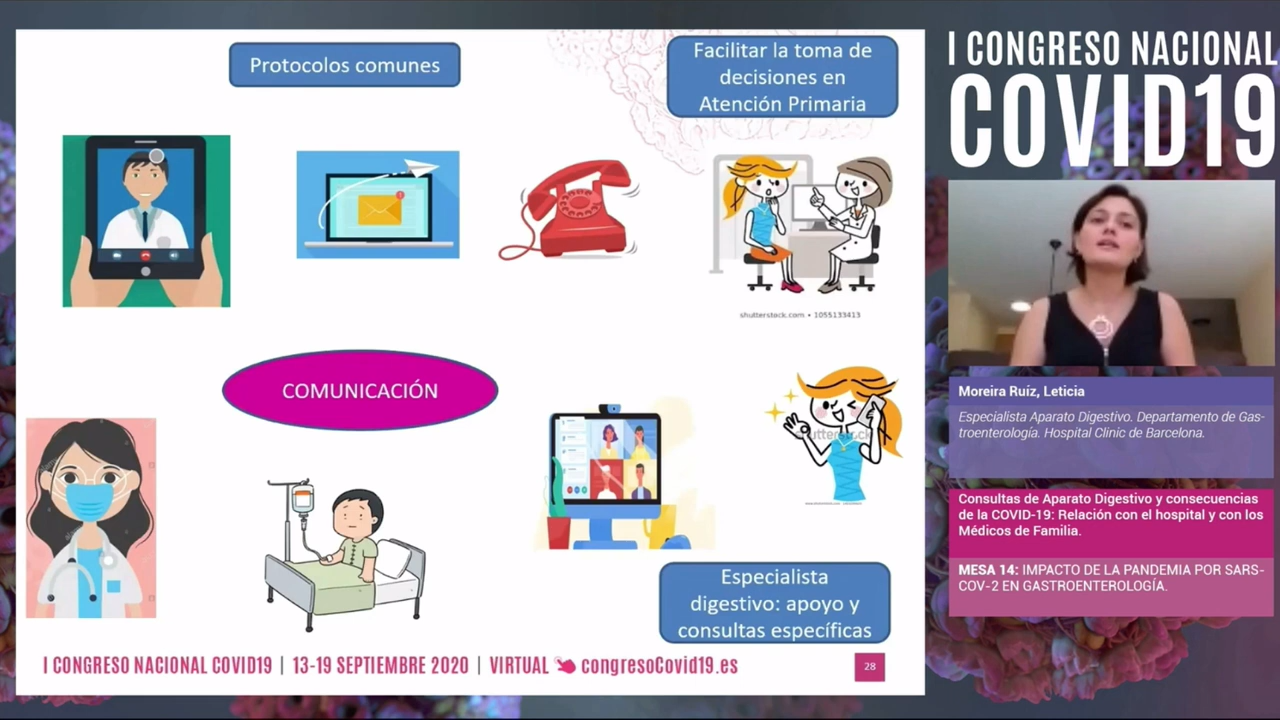 Protocolos comunes
Facilitar la toma de
decisiones en
Atención Primaria
shutterstock.com • 1055133413
COMUNICACIÓN
shutterstock
Especialista
digestivo: apoyo y
consultas específicas
I CONGRESO NACIONAL COVID19 | 13-19 SEPTIEMBRE 2020 | VIRTUAL congresoCovid19.es
28
I CONGRESO NACIONAL
COVID19
Moreira Ruíz, Leticia
Especialista Aparato Digestivo. Departamento de Gas-
troenterología. Hospital Clínic de Barcelona.
Consultas de Aparato Digestivo y consecuencias
de la COVID-19: Relación con el hospital y con los
Médicos de Familia.
MESA 14: IMPACTO DE LA PANDEMIA POR SARS-
COV-2 EN GASTROENTEROLOGÍA.